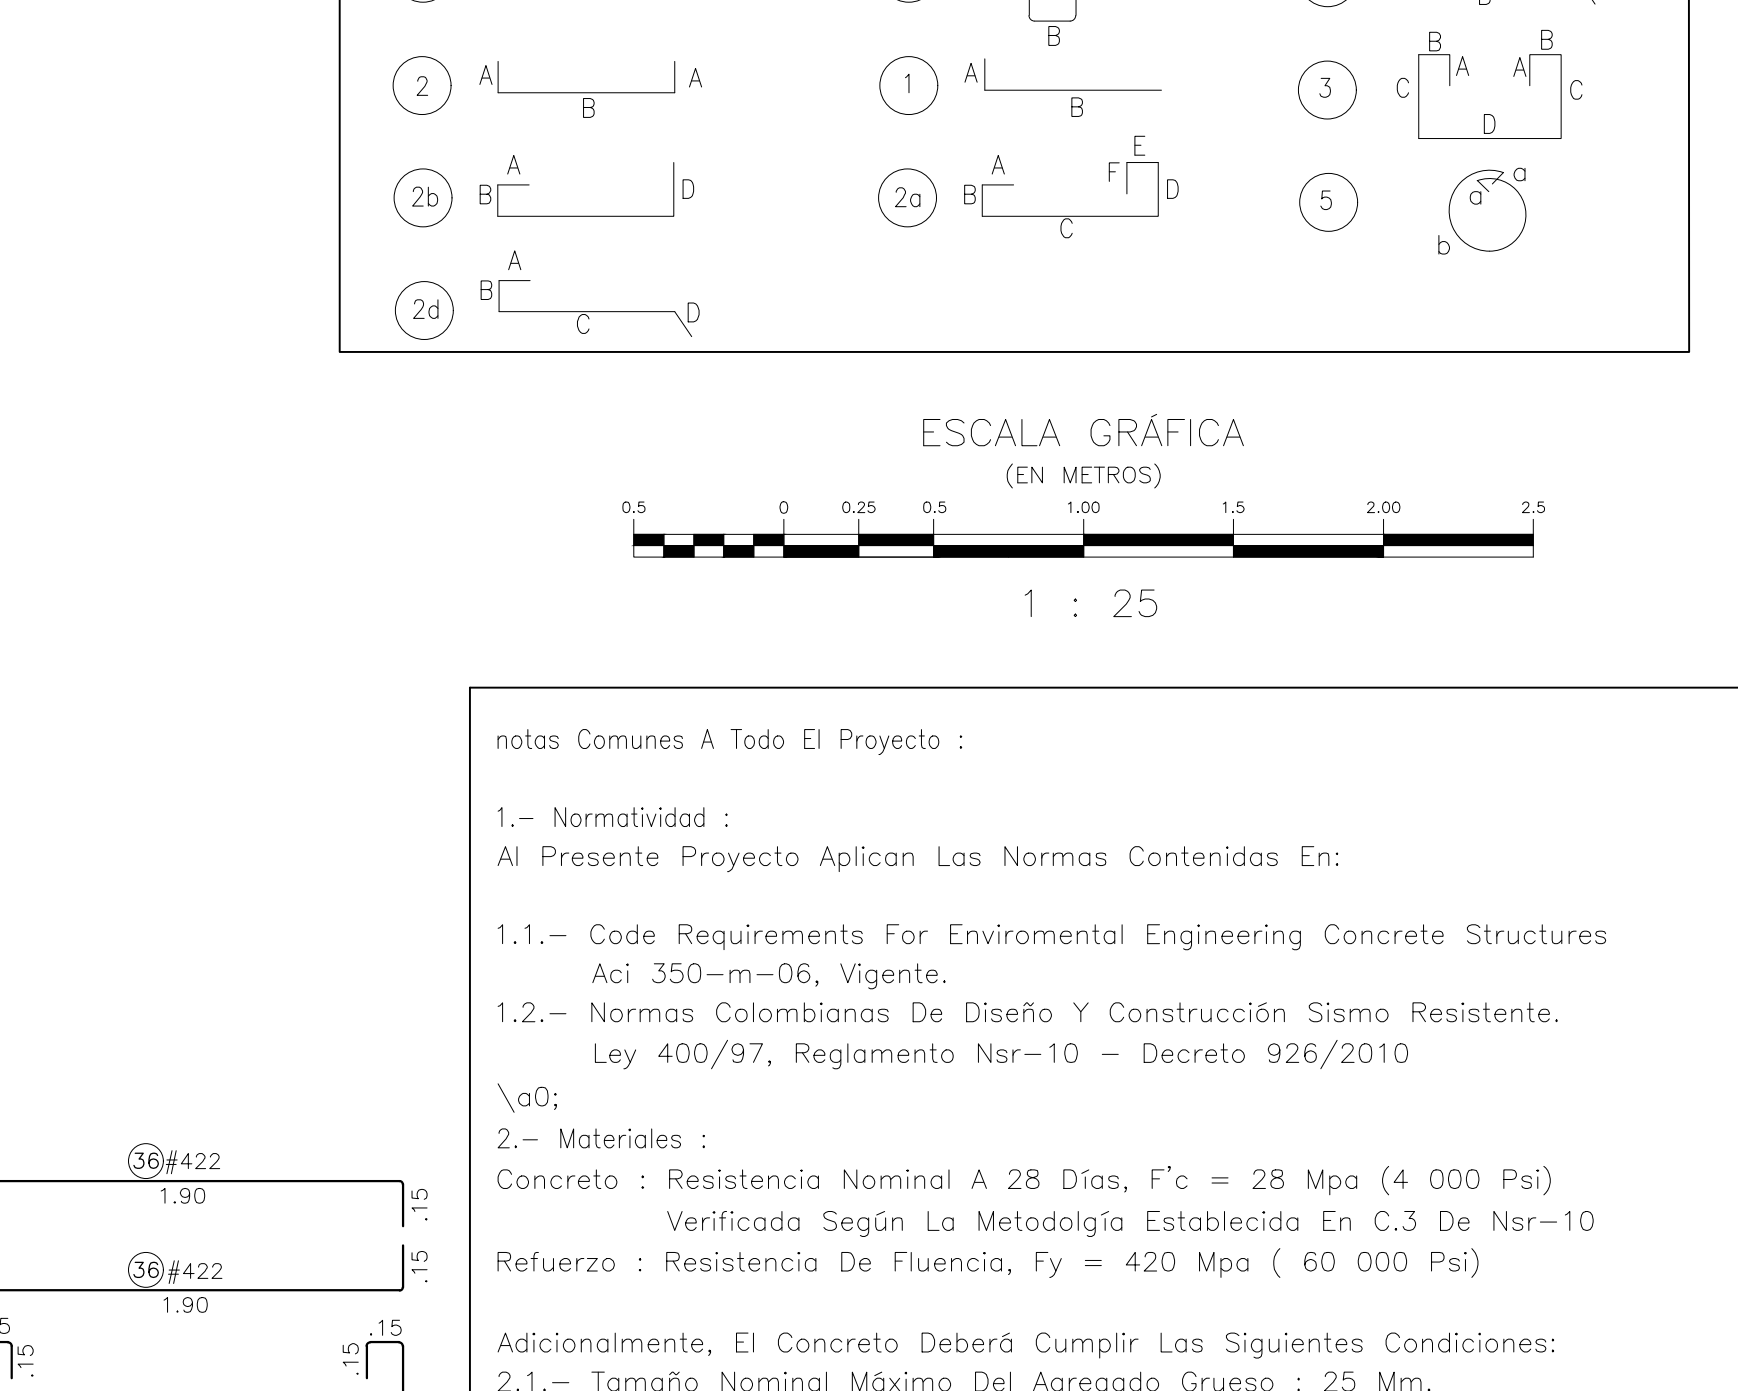 B
2 A A B
1 A B
3 B B A A C C D
2b A B D
2a A B C D E F
5 a a b
2d A B C D
ESCALA GRÁFICA
(EN METROS)
0.5 0 0.25 0.5 1.00 1.5 2.00 2.5
1 : 25
notas Comunes A Todo El Proyecto :
1.- Normatividad :
Al Presente Proyecto Aplican Las Normas Contenidas En:
1.1.- Code Requirements For Enviromental Engineering Concrete Structures
Aci 350-m-06, Vigente.
1.2.- Normas Colombianas De Diseño Y Construcción Sismo Resistente.
Ley 400/97, Reglamento Nsr-10 - Decreto 926/2010
\a0;
2.- Materiales :
Concreto : Resistencia Nominal A 28 Días, F'c = 28 Mpa (4 000 Psi)
Verificada Según La Metodolgía Establecida En C.3 De Nsr-10
Refuerzo : Resistencia De Fluencia, Fy = 420 Mpa ( 60 000 Psi)
Adicionalmente, El Concreto Deberá Cumplir Las Siguientes Condiciones:
2.1.- Tamaño Nominal Máximo Del Agregado Grueso : 25 Mm.
36 #422
1.90
.15
.15
36 #422
1.90
.15
.15
.15